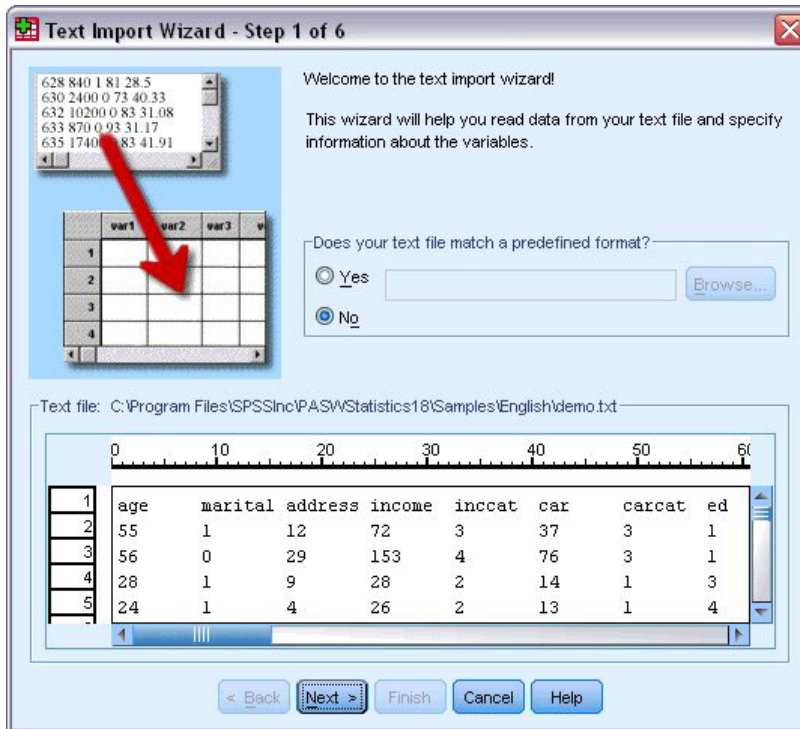 Text Import Wizard - Step 1 of 6
628 840 1 81 28.5
630 2400 0 73 40.33
632 10200 0 83 31.08
633 870 0 93 31.17
635 1740 83 41.91
var1 var2 var3 v
1
2
3
4
Welcome to the text import wizard!
This wizard will help you read data from your text file and specify
information about the variables.
Does your text file match a predefined format?
Yes
Browse...
No
Text file: C:\Program Files\SPSSInc\PASWStatistics18\Samples\English\demo.txt
0 10 20 30 40 50 60
1 age marital address income inccat car carcat ed
2 55 1 12 72 3 37 3 1
3 56 0 29 153 4 76 3 1
4 28 1 9 28 2 14 1 3
5 24 1 4 26 2 13 1 4
< Back Next > Finish Cancel Help